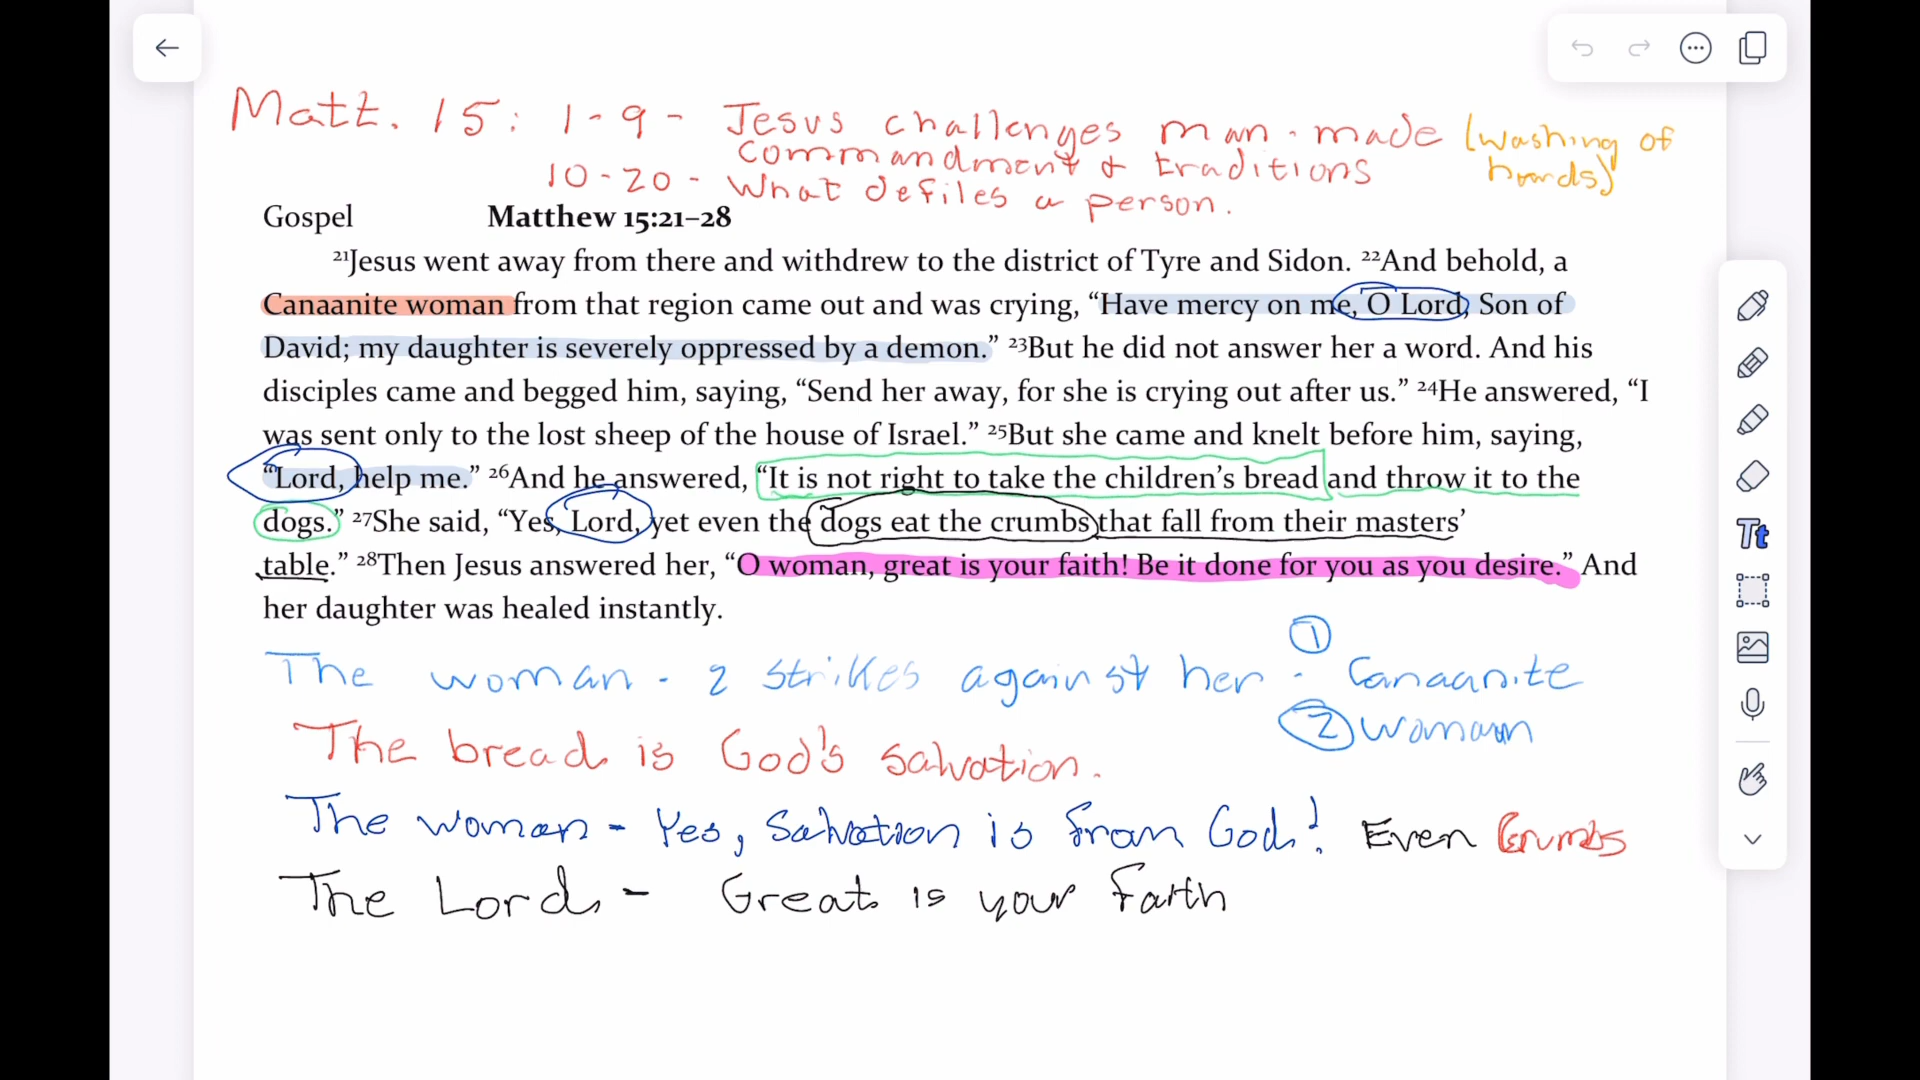 Matt. 15: 1-9 - Jesus challenges man-made (washing of
commandment & traditions hands)
10-20 - What defiles a person.
Gospel Matthew 15:21–28
²¹Jesus went away from there and withdrew to the district of Tyre and Sidon. ²²And behold, a
Canaanite woman from that region came out and was crying, “Have mercy on me, O Lord, Son of
David; my daughter is severely oppressed by a demon.” ²³But he did not answer her a word. And his
disciples came and begged him, saying, “Send her away, for she is crying out after us.” ²⁴He answered, “I
was sent only to the lost sheep of the house of Israel.” ²⁵But she came and knelt before him, saying,
“Lord, help me.” ²⁶And he answered, “It is not right to take the children’s bread and throw it to the
dogs.” ²⁷She said, “Yes, Lord, yet even the dogs eat the crumbs that fall from their masters’
table.” ²⁸Then Jesus answered her, “O woman, great is your faith! Be it done for you as you desire.” And
her daughter was healed instantly.
The woman - 2 strikes against her - ① Canaanite
② woman
The bread is God's salvation.
The woman - Yes, Salvation is from God! Even Crumbs
The Lord - Great is your Faith
Tt